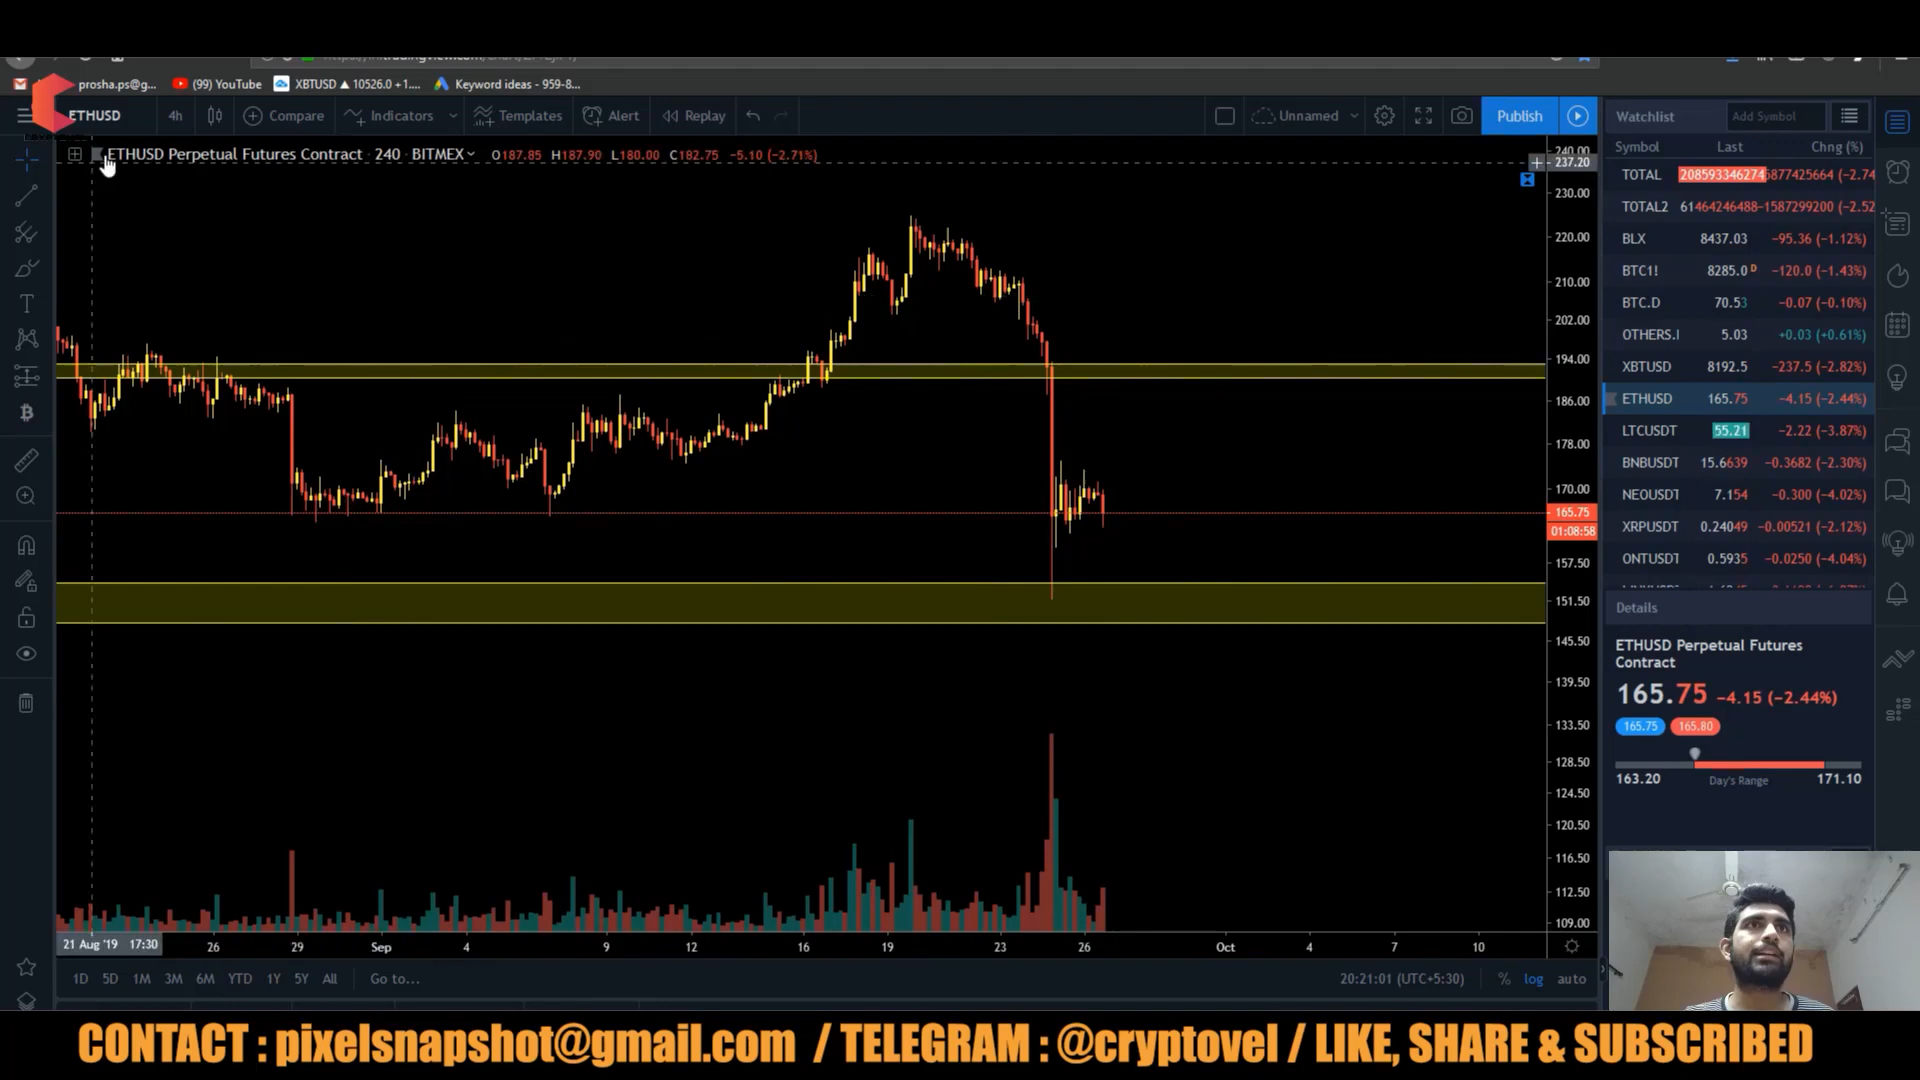 prosha.ps@g...
(99) YouTube
XBTUSD ▲ 10526.0 +1....
Keyword ideas - 959-8...
ETHUSD
4h
Compare
Indicators
Templates
Alert
Replay
Unnamed
Publish
ETHUSD Perpetual Futures Contract · 240 · BITMEX
O187.85 H187.90 L180.00 C182.75 −5.10 (−2.71%)
240.00
237.20
230.00
220.00
210.00
202.00
194.00
186.00
178.00
170.00
165.75
01:08:58
157.50
151.50
145.50
139.50
133.50
128.50
124.50
120.50
116.50
112.50
109.00
21 Aug '19 17:30
26
29
Sep
4
9
12
16
19
23
26
Oct
4
7
10
1D 5D 1M 3M 6M YTD 1Y 5Y All
Go to...
20:21:01 (UTC+5:30)
% log auto
Watchlist
Add Symbol
Symbol Last Chng (%)
TOTAL 208593346274 5877425664 (−2.74
TOTAL2 61464246488 −1587299200 (−2.52
BLX 8437.03 −95.36 (−1.12%)
BTC1! 8285.0 D −120.0 (−1.43%)
BTC.D 70.53 −0.07 (−0.10%)
OTHERS.I 5.03 +0.03 (+0.61%)
XBTUSD 8192.5 −237.5 (−2.82%)
ETHUSD 165.75 −4.15 (−2.44%)
LTCUSDT 55.21 −2.22 (−3.87%)
BNBUSDT 15.6639 −0.3682 (−2.30%)
NEOUSDT 7.154 −0.300 (−4.02%)
XRPUSDT 0.24049 −0.00521 (−2.12%)
ONTUSDT 0.5935 −0.0250 (−4.04%)
Details
ETHUSD Perpetual Futures
Contract
165.75 −4.15 (−2.44%)
165.75 165.80
163.20 Day's Range 171.10
CONTACT : pixelsnapshot@gmail.com / TELEGRAM : @cryptovel / LIKE, SHARE & SUBSCRIBED